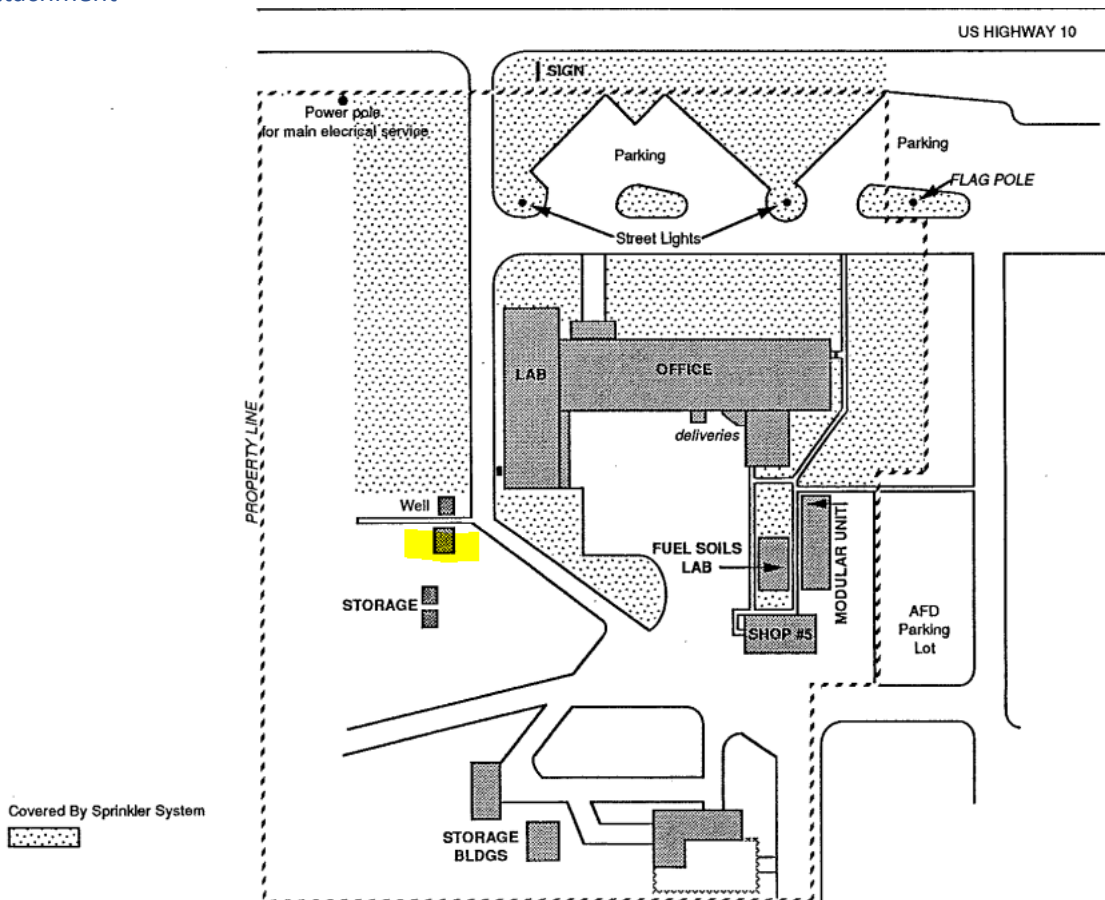 US HIGHWAY 10
SIGN
Power pole
for main elecrical service
Parking
Parking
FLAG POLE
Street Lights
LAB
OFFICE
deliveries
PROPERTY LINE
Well
FUEL SOILS
LAB
MODULAR UNIT
STORAGE
AFD
Parking
Lot
SHOP #5
Covered By Sprinkler System
STORAGE
BLDGS